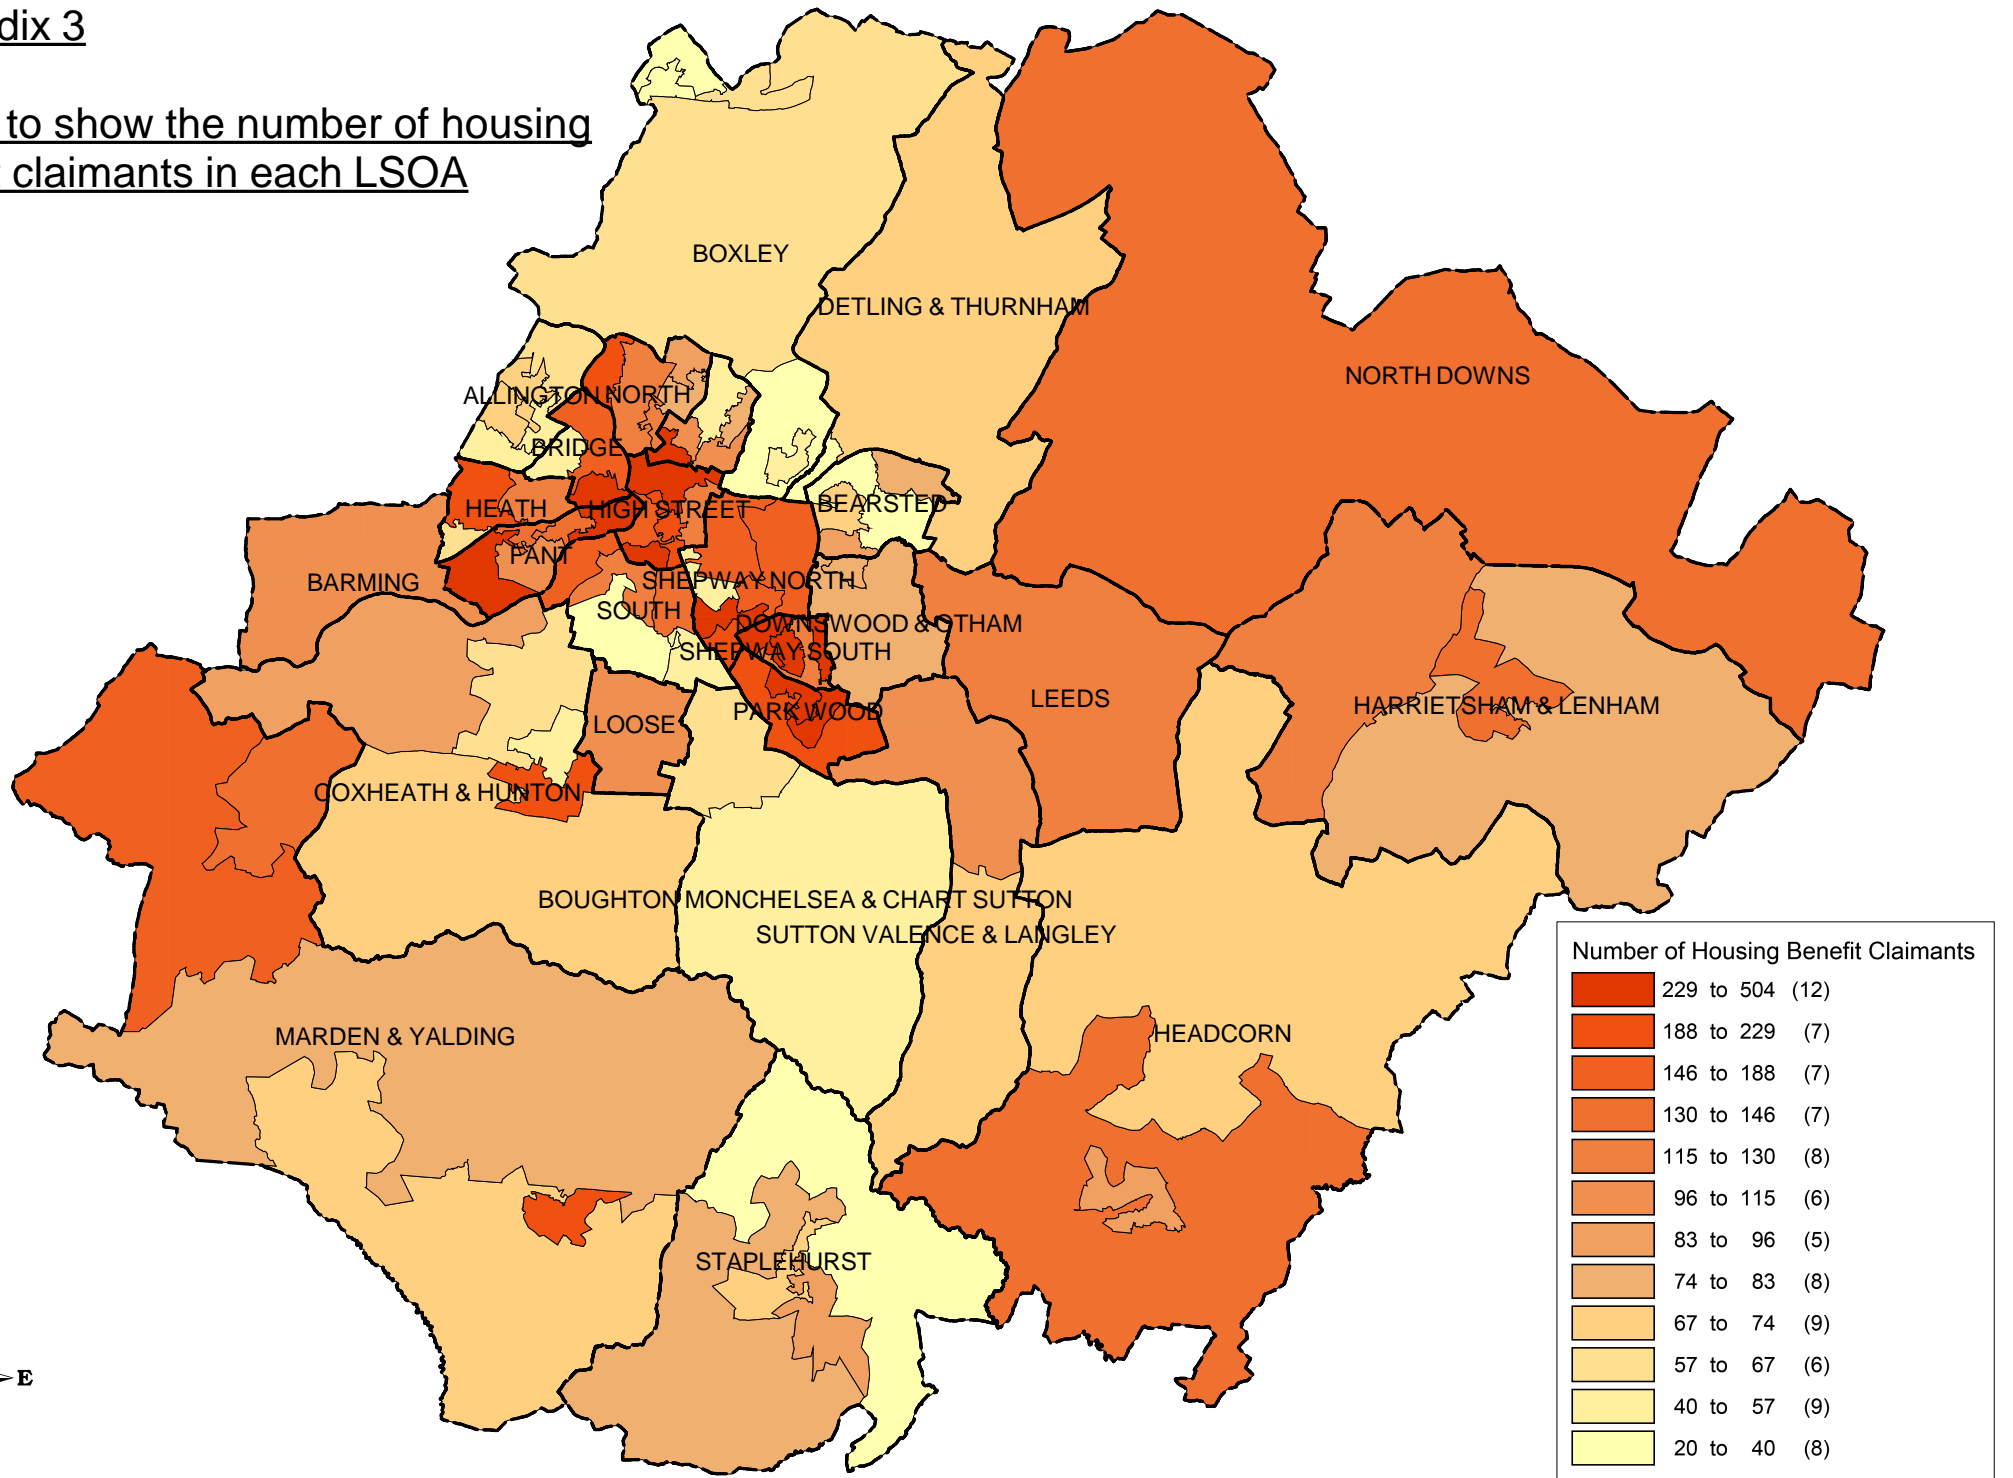 dix 3
to show the number of housing
claimants in each LSOA
BOXLEY
DETLING & THURNHAM
NORTH DOWNS
ALLINGTON
NORTH
BRIDGE
HEATH
HIGH STREET
BEARSTED
FANT
BARMING
SHEPWAY NORTH
SOUTH
DOWNSWOOD & OTHAM
SHEPWAY SOUTH
LEEDS
HARRIETSHAM & LENHAM
PARK WOOD
LOOSE
COXHEATH & HUNTON
BOUGHTON MONCHELSEA & CHART SUTTON
SUTTON VALENCE & LANGLEY
MARDEN & YALDING
HEADCORN
STAPLEHURST
E
Number of Housing Benefit Claimants
229 to 504 (12)
188 to 229 (7)
146 to 188 (7)
130 to 146 (7)
115 to 130 (8)
96 to 115 (6)
83 to 96 (5)
74 to 83 (8)
67 to 74 (9)
57 to 67 (6)
40 to 57 (9)
20 to 40 (8)